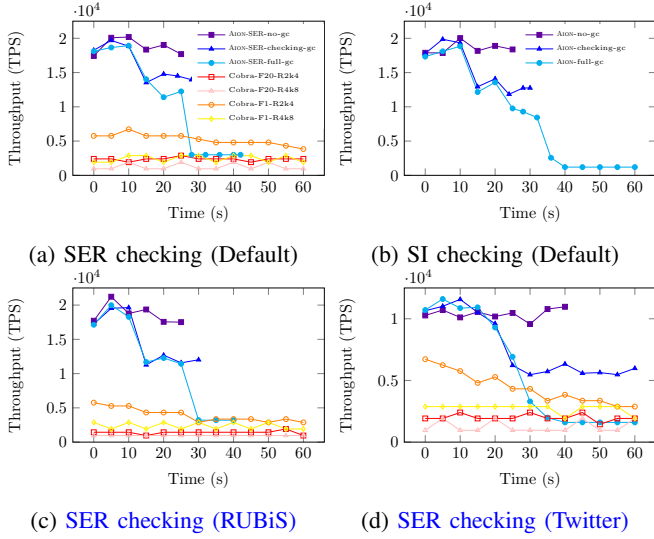 ·10⁴
·10⁴
Throughput (TPS)
2
1.5
1
0.5
0
0 10 20 30 40 50 60
Time (s)
AION-SER-no-gc
AION-SER-checking-gc
AION-SER-full-gc
Cobra-F20-R2k4
Cobra-F20-R4k8
Cobra-F1-R2k4
Cobra-F1-R4k8
Throughput (TPS)
2
1.5
1
0.5
0
0 10 20 30 40 50 60
Time (s)
AION-no-gc
AION-checking-gc
AION-full-gc
(a) SER checking (Default)
(b) SI checking (Default)
·10⁴
·10⁴
Throughput (TPS)
2
1.5
1
0.5
0
0 10 20 30 40 50 60
Time (s)
Throughput (TPS)
1
0.5
0
0 10 20 30 40 50 60
Time (s)
(c) SER checking (RUBiS)
(d) SER checking (Twitter)